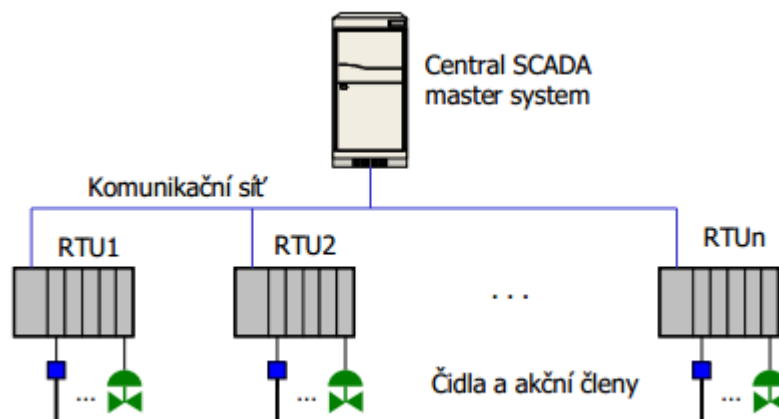 Central SCADA
master system
Komunikační síť
RTU1
RTU2
RTUn
. . .
Čidla a akční členy
...
...
...